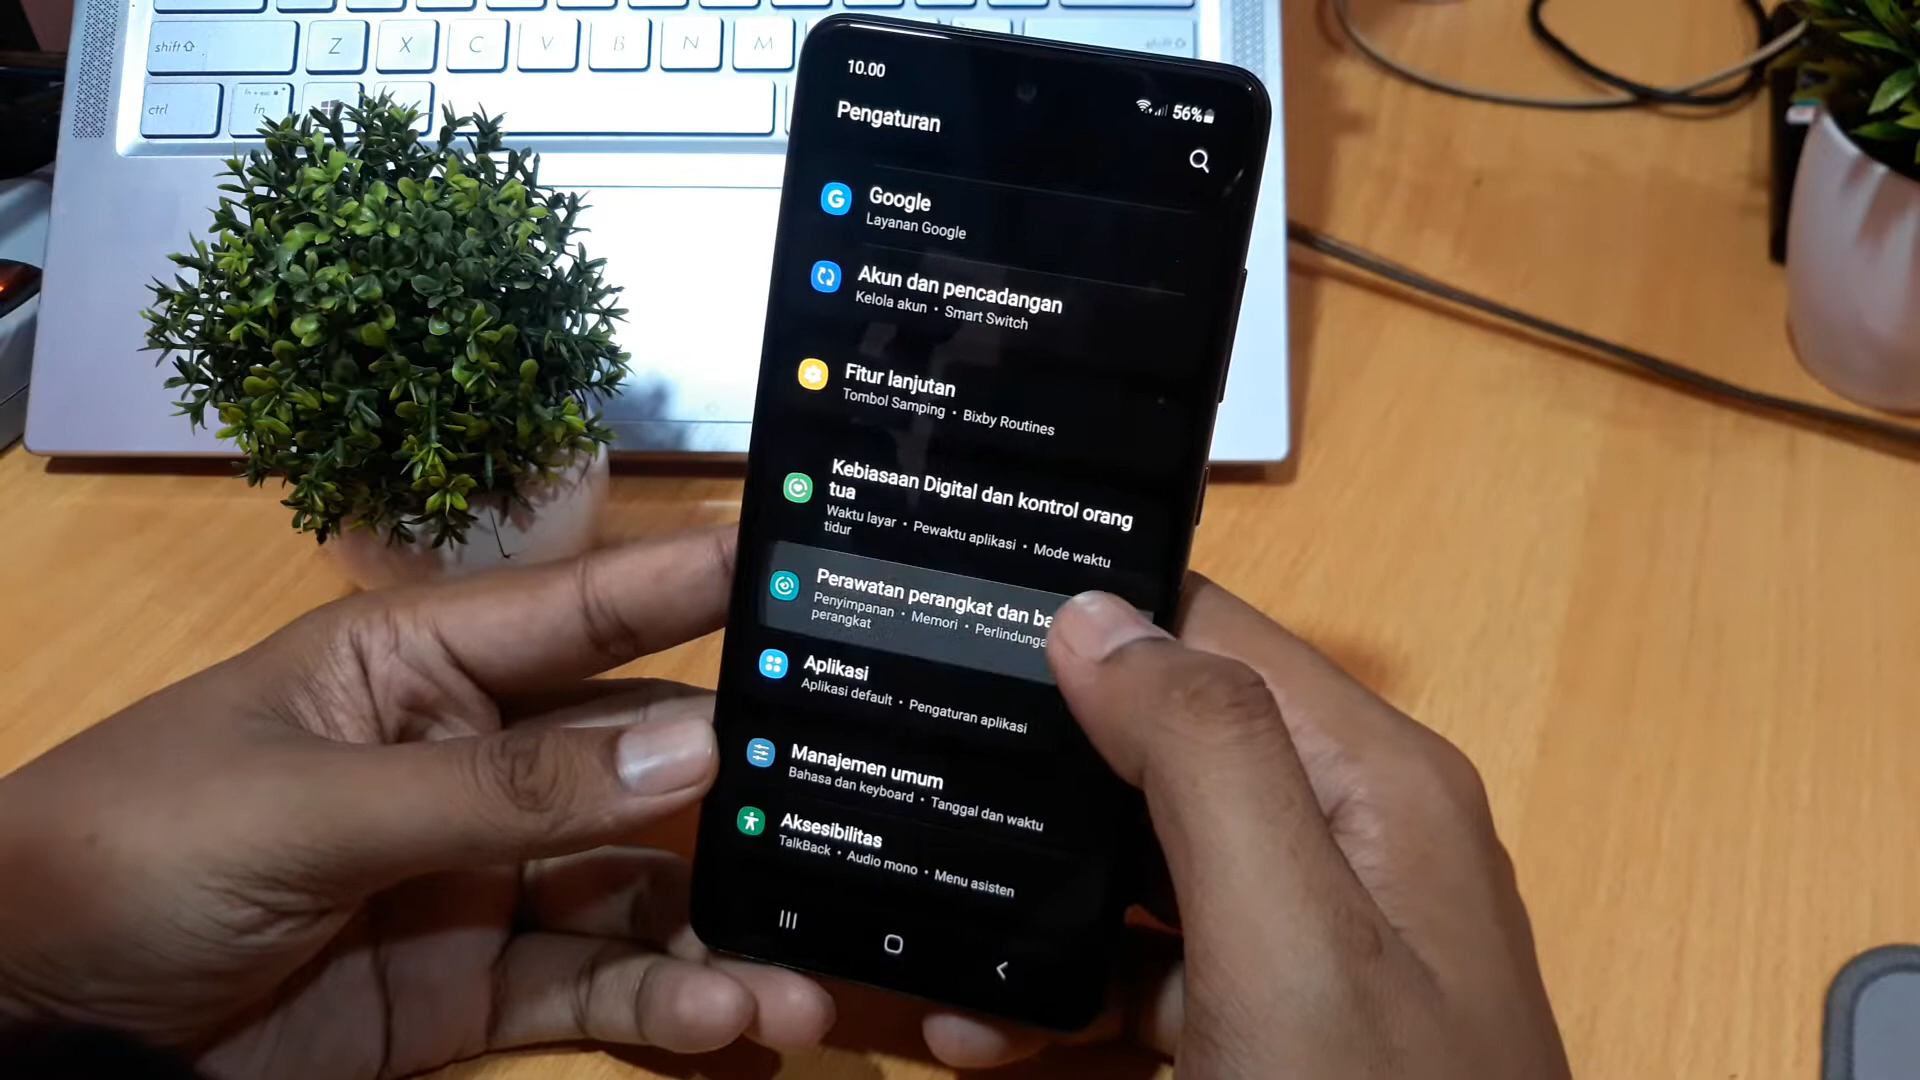 shift
Z X C V B N M
shift
ctrl
fn
10.00
56%
Pengaturan
G
Google
Layanan Google
Akun dan pencadangan
Kelola akun • Smart Switch
Fitur lanjutan
Tombol Samping • Bixby Routines
Kebiasaan Digital dan kontrol orang
tua
Waktu layar • Pewaktu aplikasi • Mode waktu
tidur
Perawatan perangkat dan ba
Penyimpanan • Memori • Perlindunga
perangkat
Aplikasi
Aplikasi default • Pengaturan aplikasi
Manajemen umum
Bahasa dan keyboard • Tanggal dan waktu
Aksesibilitas
TalkBack • Audio mono • Menu asisten